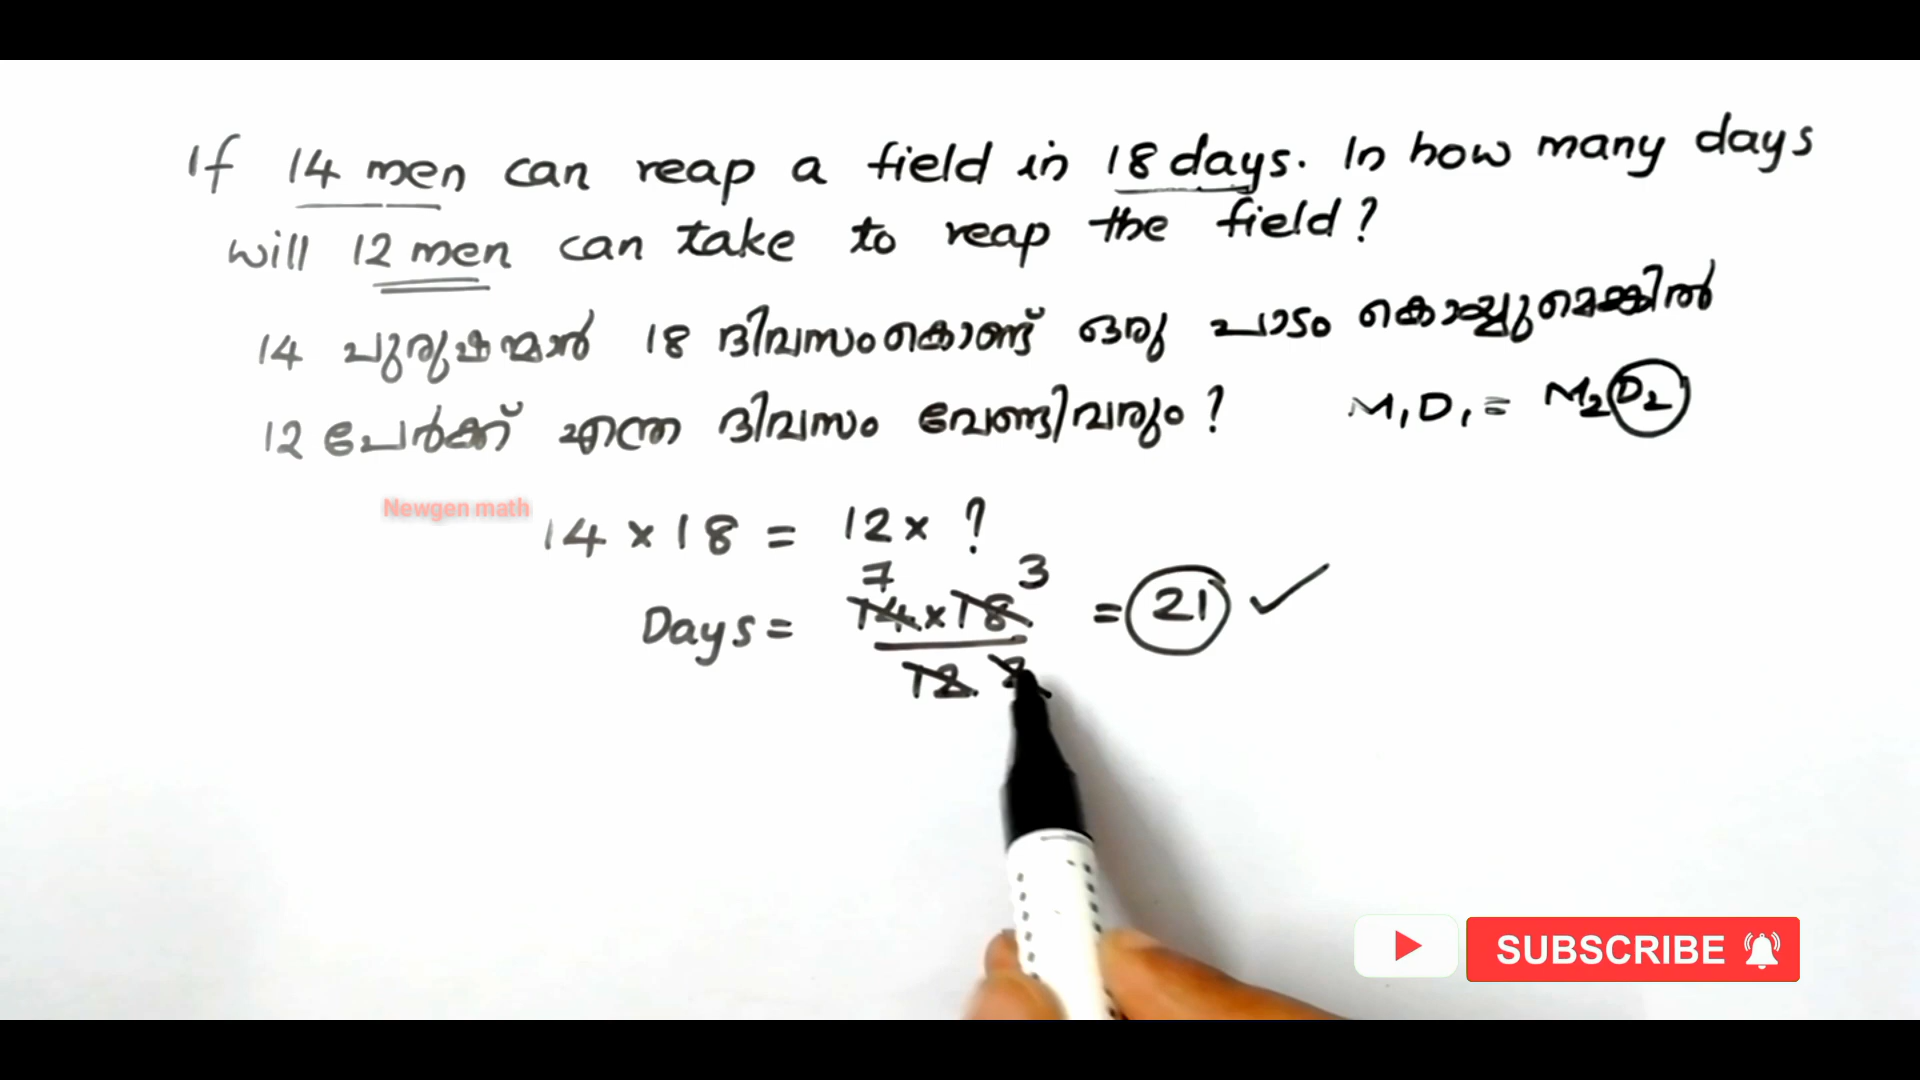 If 14 men can reap a field in 18 days. In how many days
will 12 men can take to reap the field?
14 പുരുഷന്മാർ 18 ദിവസംകൊണ്ട് ഒരു പാടം കൊയ്യുമെങ്കിൽ
12 പേർക്ക് എത്ര ദിവസം വേണ്ടിവരും?
M₁D₁ = M₂D₂
Newgen math
14 × 18 = 12 × ?
7 3
Days = 14 × 18 = 21 ✓
12 2
SUBSCRIBE